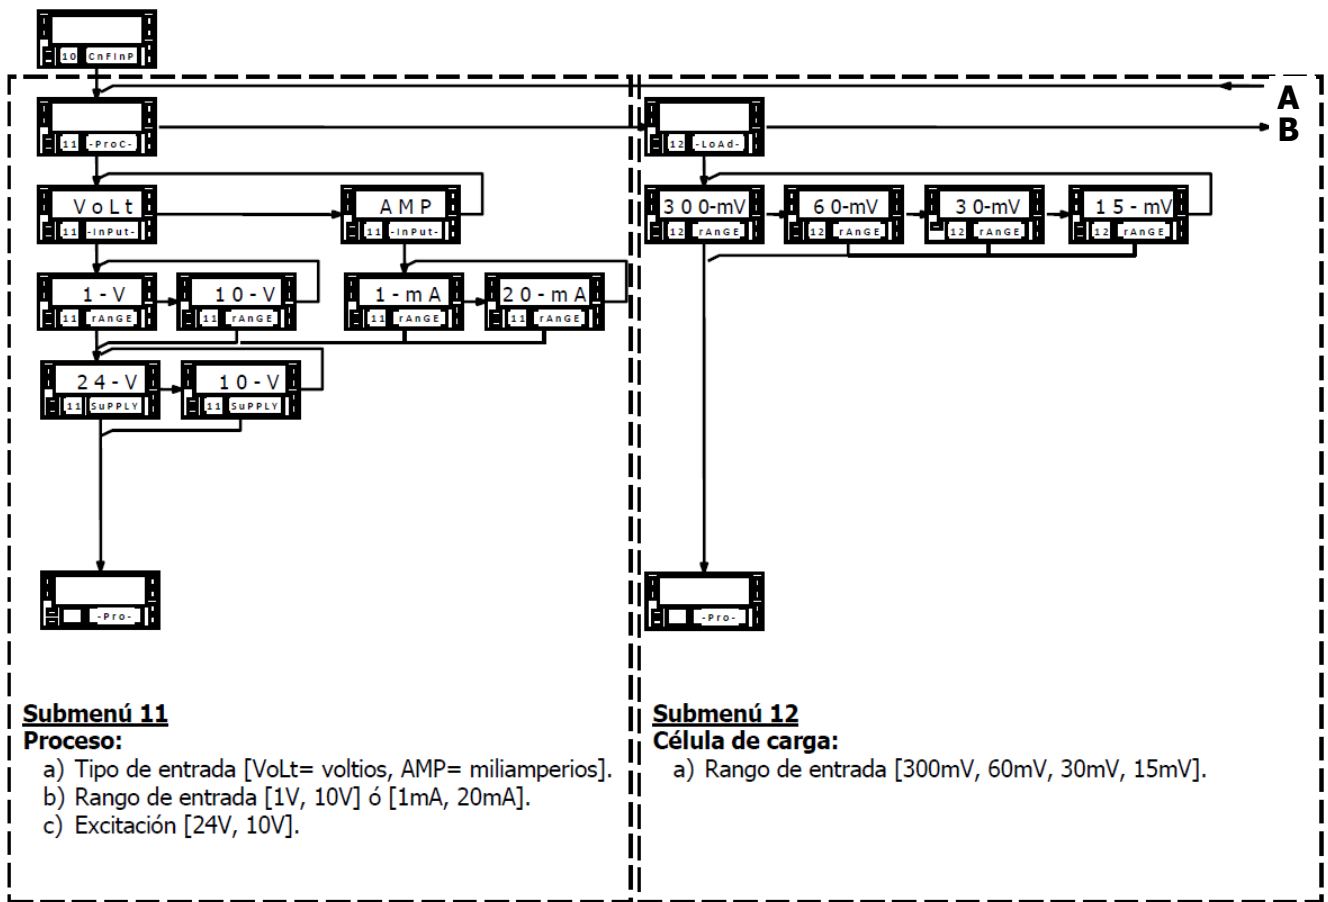 10 CnFInP
A
11 -ProC-
12 -LoAd-
B
VoLt
11 -InPut-
AMP
11 -InPut-
300-mV
12 rAnGE
60-mV
12 rAnGE
30-mV
12 rAnGE
15-mV
12 rAnGE
1-V
11 rAnGE
10-V
11 rAnGE
1-mA
11 rAnGE
20-mA
11 rAnGE
24-V
11 SuPPLY
10-V
11 SuPPLY
-Pro-
-Pro-
Submenú 11
Proceso:
a) Tipo de entrada [VoLt= voltios, AMP= miliamperios].
b) Rango de entrada [1V, 10V] ó [1mA, 20mA].
c) Excitación [24V, 10V].
Submenú 12
Célula de carga:
a) Rango de entrada [300mV, 60mV, 30mV, 15mV].